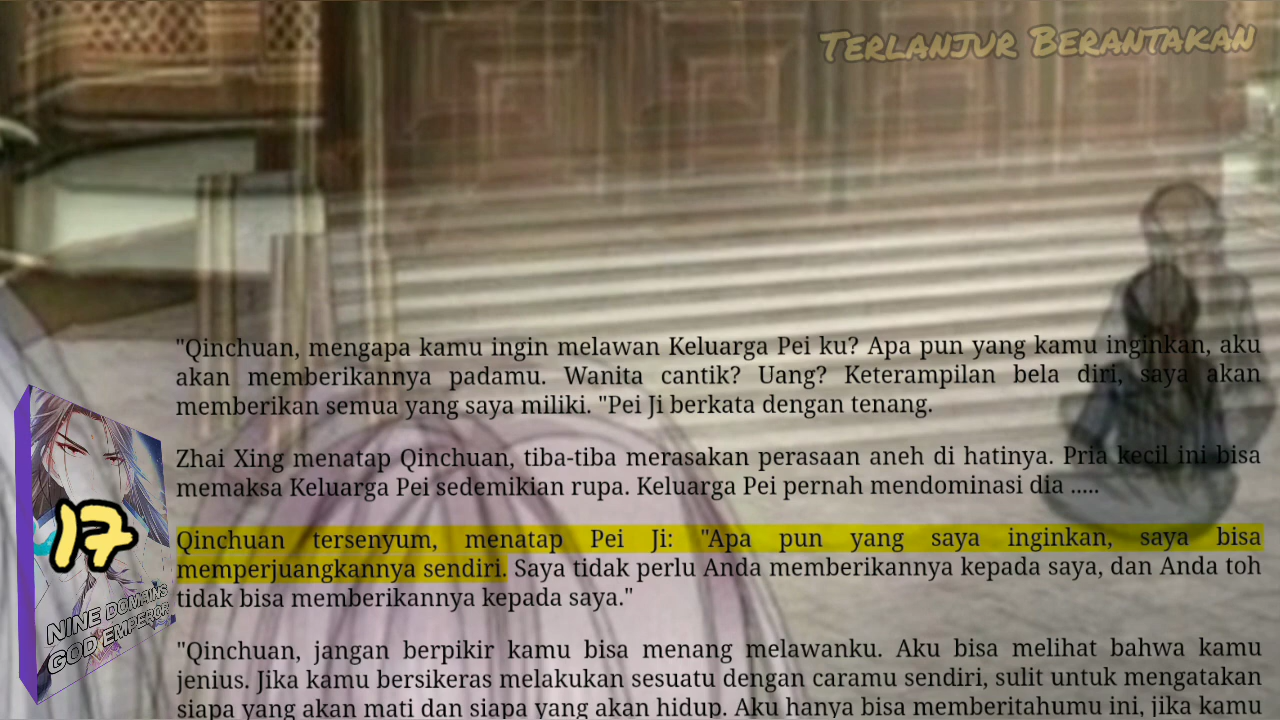 Terlanjur Berantakan
"Qinchuan, mengapa kamu ingin melawan Keluarga Pei ku? Apa pun yang kamu inginkan, aku
akan memberikannya padamu. Wanita cantik? Uang? Keterampilan bela diri, saya akan
memberikan semua yang saya miliki. "Pei Ji berkata dengan tenang.
Zhai Xing menatap Qinchuan, tiba-tiba merasakan perasaan aneh di hatinya. Pria kecil ini bisa
memaksa Keluarga Pei sedemikian rupa. Keluarga Pei pernah mendominasi dia .....
Qinchuan tersenyum, menatap Pei Ji: "Apa pun yang saya inginkan, saya bisa
memperjuangkannya sendiri. Saya tidak perlu Anda memberikannya kepada saya, dan Anda toh
tidak bisa memberikannya kepada saya."
"Qinchuan, jangan berpikir kamu bisa menang melawanku. Aku bisa melihat bahwa kamu
jenius. Jika kamu bersikeras melakukan sesuatu dengan caramu sendiri, sulit untuk mengatakan
siapa yang akan mati dan siapa yang akan hidup. Aku hanya bisa memberitahumu ini, jika kamu
17
NINE DOMAINS
GOD EMPEROR